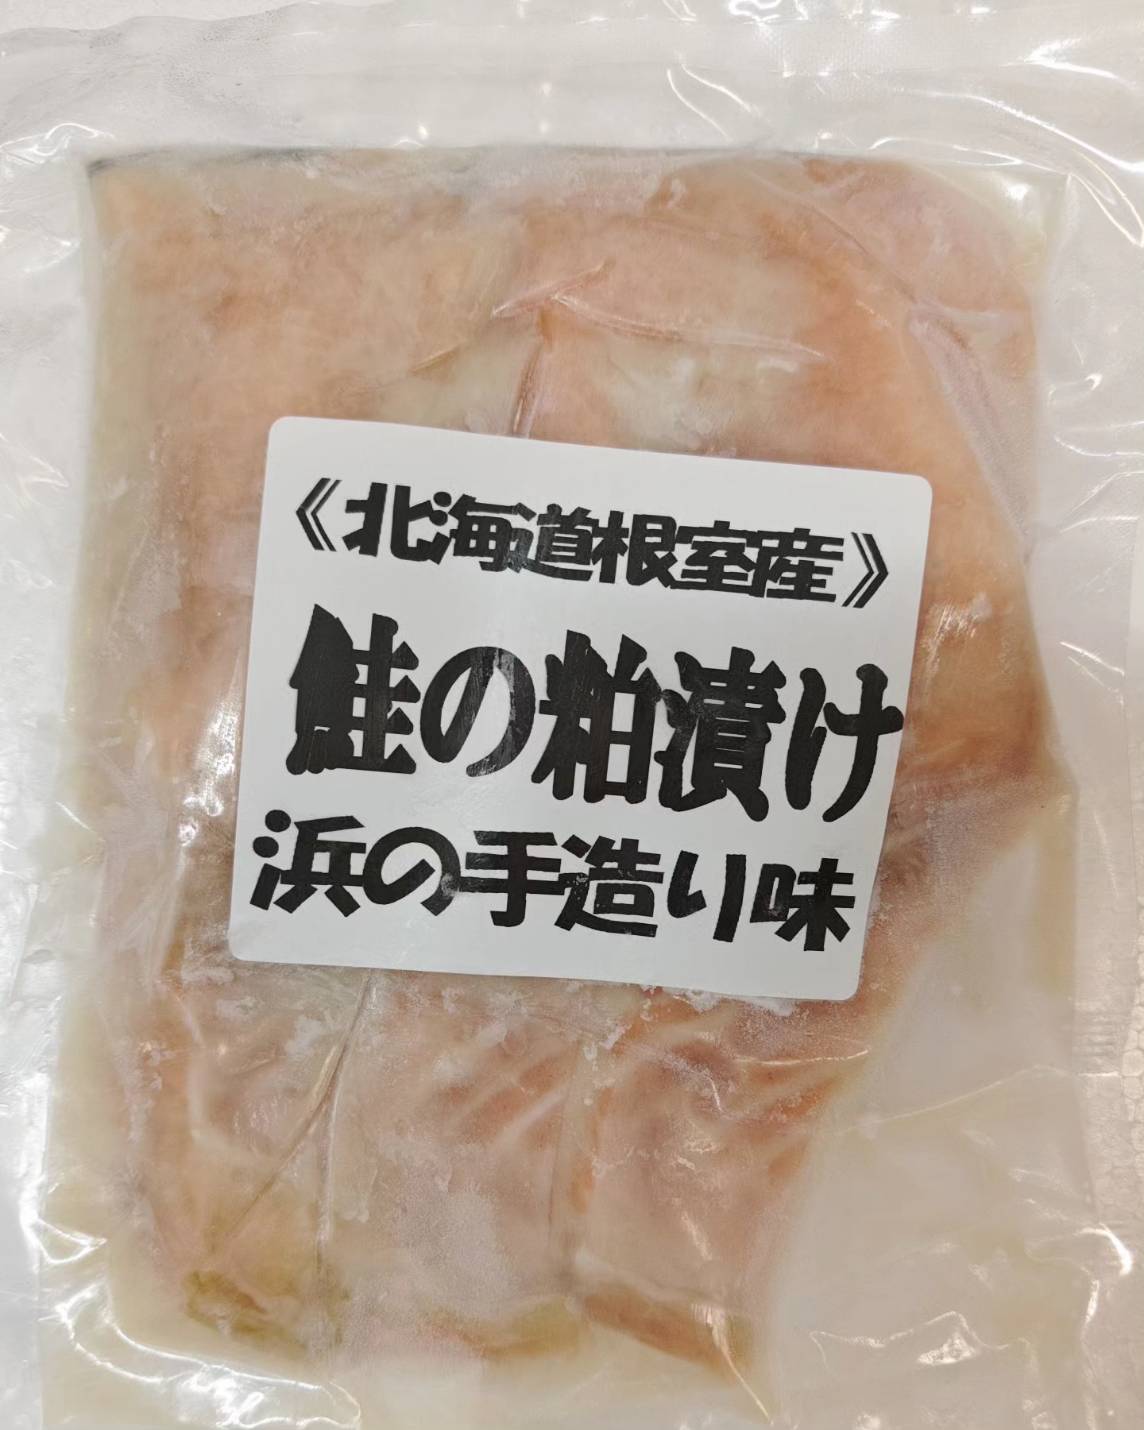 《北海道根室産》
鮭の粕漬け
浜の手造り味